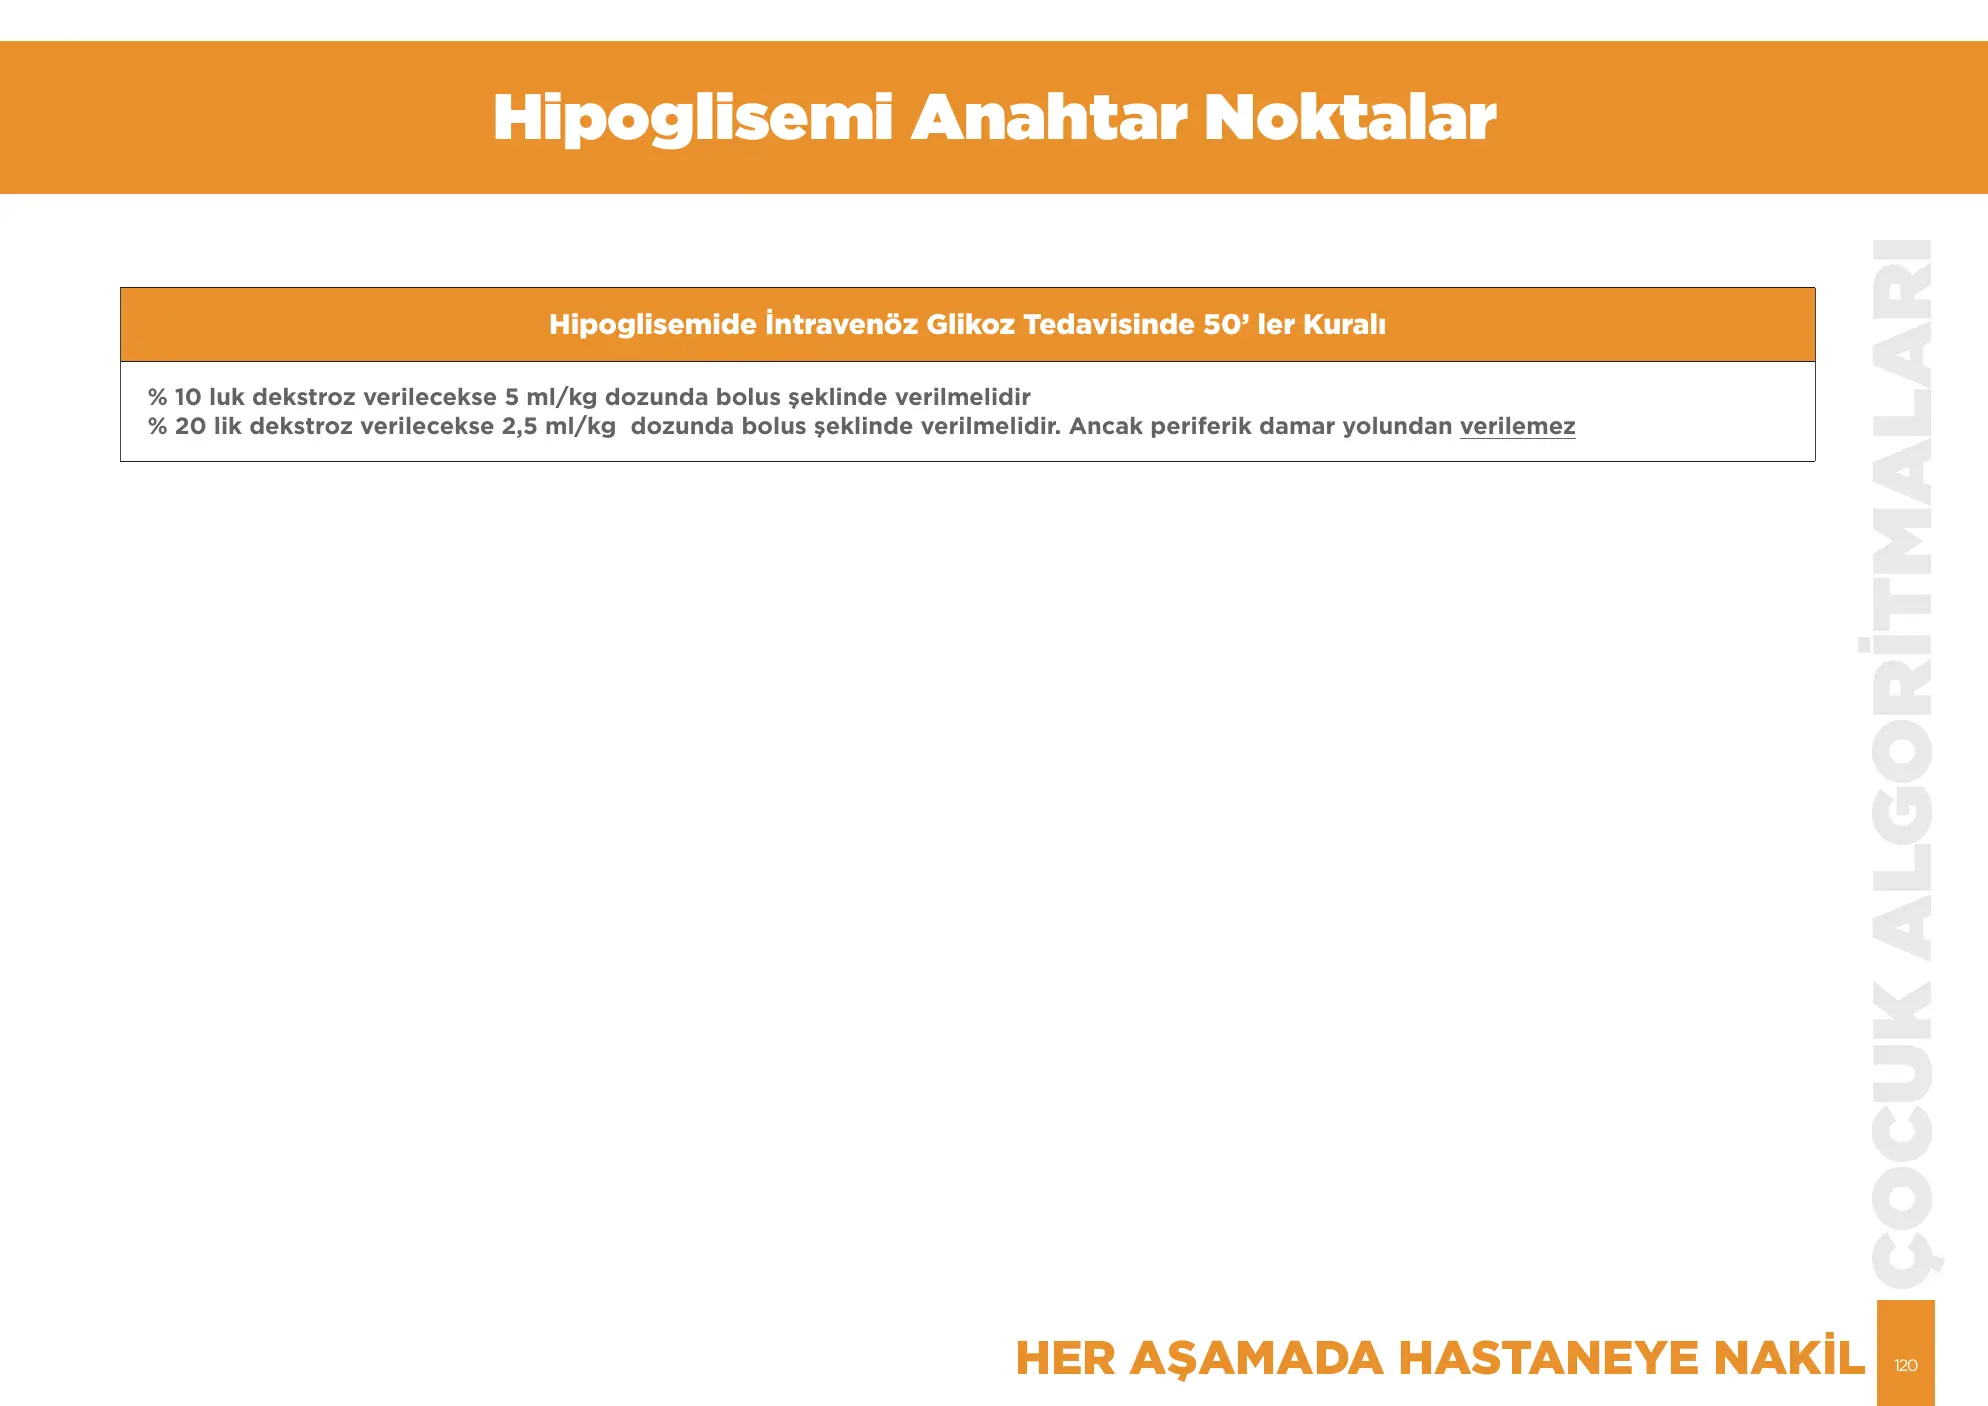 Hipoglisemi Anahtar Noktalar
Hipoglisemide İntravenöz Glikoz Tedavisinde 50’ ler Kuralı
% 10 luk dekstroz verilecekse 5 ml/kg dozunda bolus şeklinde verilmelidir
% 20 lik dekstroz verilecekse 2,5 ml/kg  dozunda bolus şeklinde verilmelidir. Ancak periferik damar yolundan verilemez
ÇOCUK ALGORİTMALARI
HER AŞAMADA HASTANEYE NAKİL
120